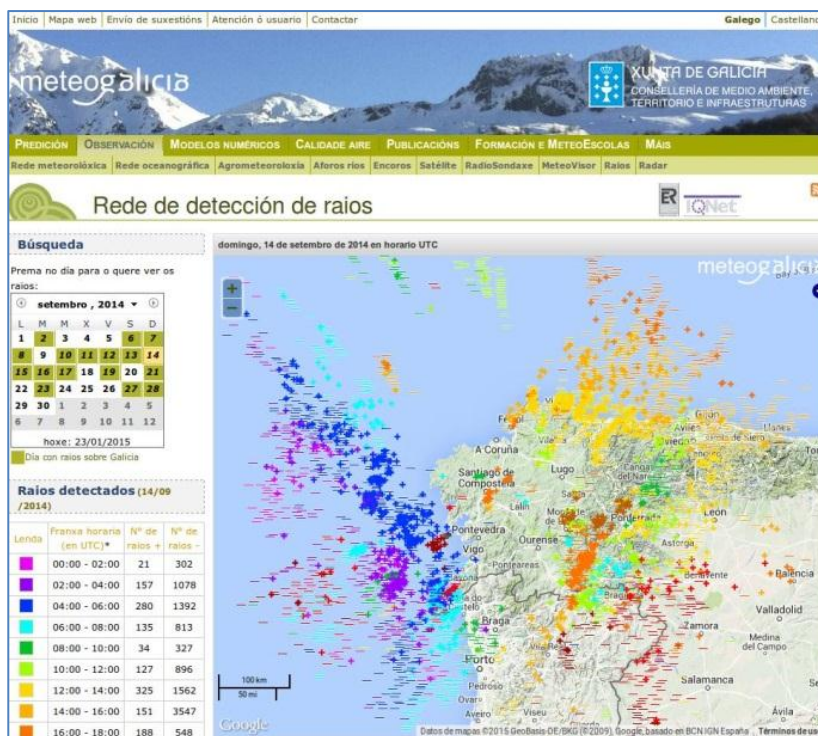 Inicio | Mapa web | Envío de suxestións | Atención ó usuario | Contactar
Galego | Castellano
meteogalicia
XUNTA DE GALICIA
CONSELLERÍA DE MEDIO AMBIENTE,
TERRITORIO E INFRAESTRUTURAS
PREDICIÓN OBSERVACIÓN MODELOS NUMÉRICOS CALIDADE AIRE PUBLICACIÓNS FORMACIÓN E METEOESCOLAS MÁIS
Rede meteorolóxica | Rede oceanográfica | Agrometeoroloxía | Aforos ríos | Encoros | Satélite | RadioSondaxe | MeteoVisor | Raios | Radar
Rede de detección de raios
ER
IQNet
Búsqueda
Prema no día para o quere ver os
raios:
setembro , 2014
L M M X V S D
1 2 3 4 5 6 7
8 9 10 11 12 13 14
15 16 17 18 19 20 21
22 23 24 25 26 27 28
29 30 1 2 3 4 5
6 7 8 9 10 11 12
hoxe: 23/01/2015
Día con raios sobre Galicia
Raios detectados (14/09
/2014)
Lenda Franxa horaria (en UTC)* Nº de raios + Nº de raios -
00:00 - 02:00 21 302
02:00 - 04:00 157 1078
04:00 - 06:00 280 1392
06:00 - 08:00 135 813
08:00 - 10:00 34 327
10:00 - 12:00 127 896
12:00 - 14:00 325 1562
14:00 - 16:00 151 3547
16:00 - 18:00 188 548
domingo, 14 de setembro de 2014 en horario UTC
meteogalicia
+
−
Gijón
Avilés
Llanes
A Coruña
Lugo
Santiago de
Compostela
Lalín
León
Pontevedra
Ourense
Ponferrada
Vigo
Astorga
Ponteareas
Benavente
Palencia
Braga
Valladolid
Zamora
Medina
del Campo
Porto
Salamanca
Pedroso
Ovar
Aveiro
Viseu
Ávila
100 km
50 mi
Google
Datos de mapas ©2015 GeoBasis-DE/BKG (©2009), Google, basado en BCN IGN España